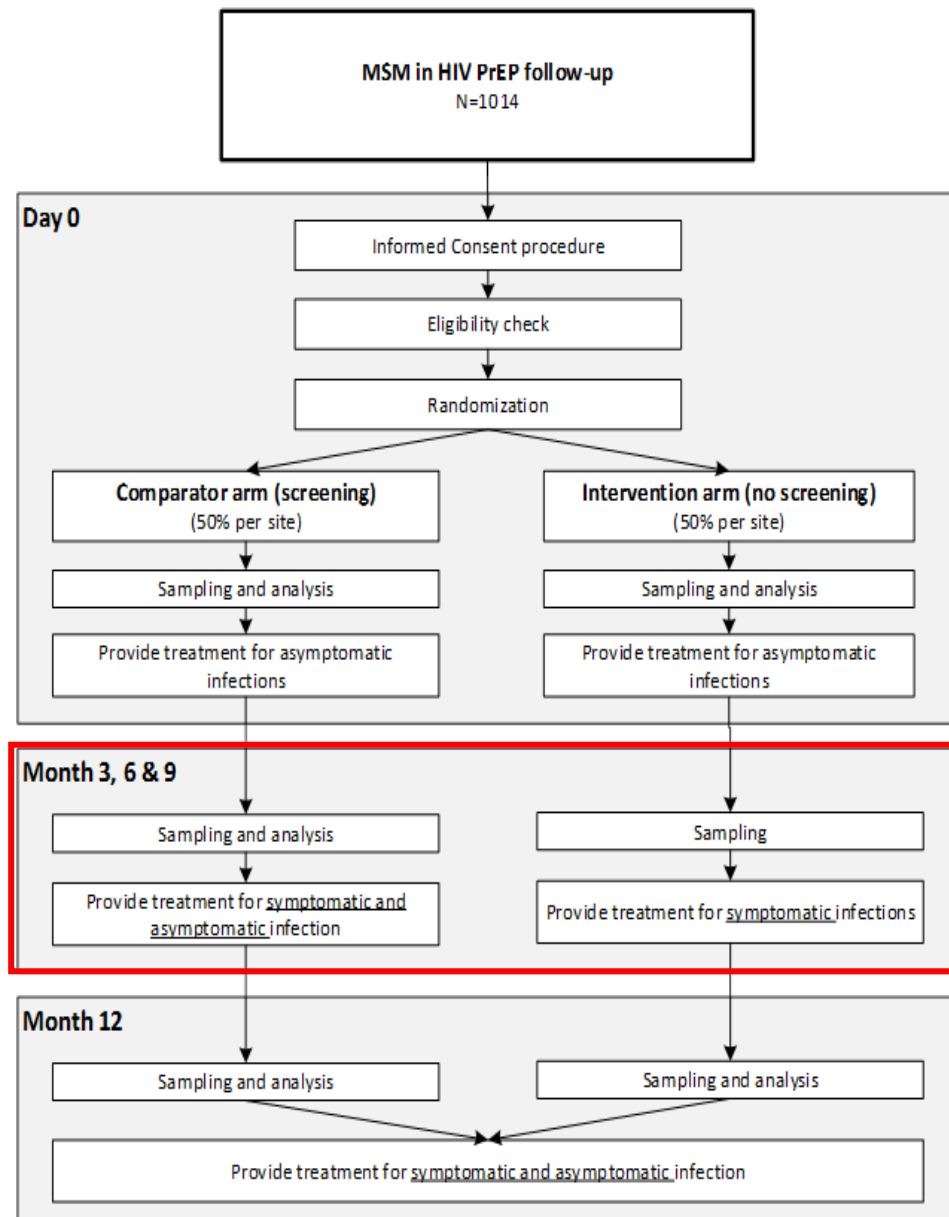 MSM in HIV PrEP follow-up
N=1014
Day 0
Informed Consent procedure
Eligibility check
Randomization
Comparator arm (screening)
(50% per site)
Intervention arm (no screening)
(50% per site)
Sampling and analysis
Sampling and analysis
Provide treatment for asymptomatic
infections
Provide treatment for asymptomatic
infections
Month 3, 6 & 9
Sampling and analysis
Sampling
Provide treatment for symptomatic and
asymptomatic infection
Provide treatment for symptomatic infections
Month 12
Sampling and analysis
Sampling and analysis
Provide treatment for symptomatic and asymptomatic infection